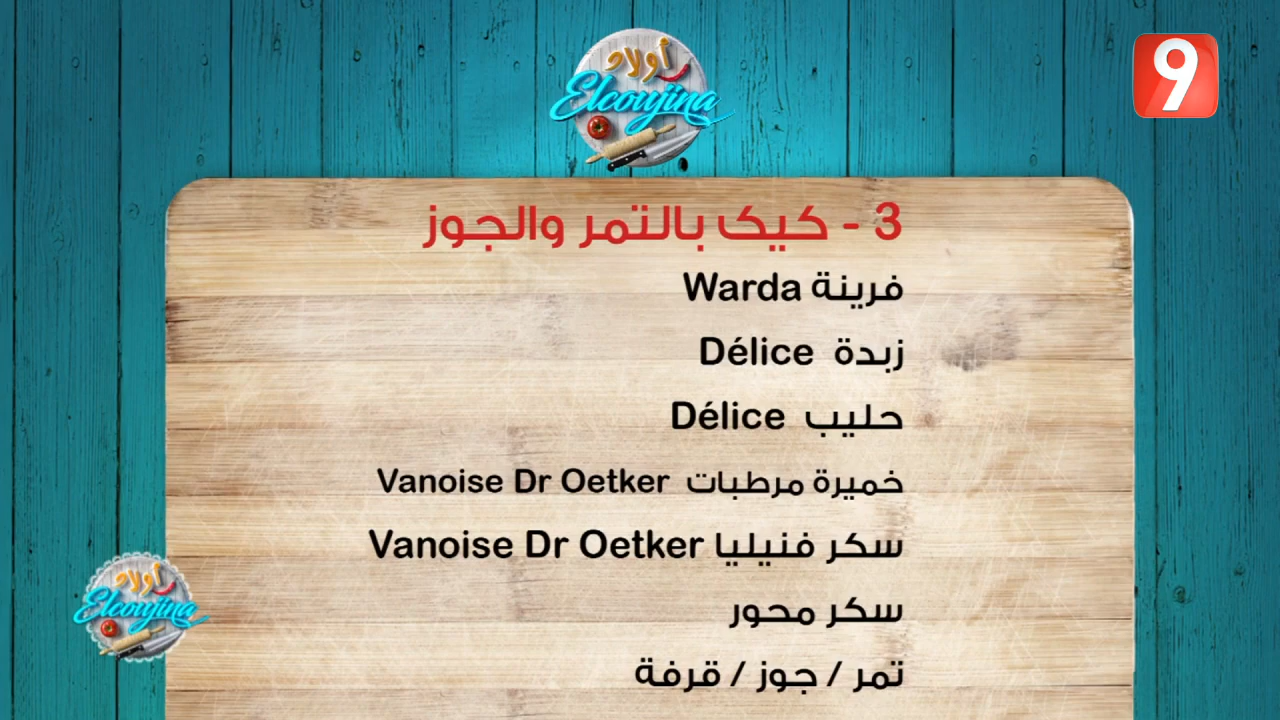 أولاد
Elcoujina
9
3 - كيك بالتمر والجوز
فرينة Warda
زبدة Délice
حليب Délice
خميرة مرطبات Vanoise Dr Oetker
سكر فنيليا Vanoise Dr Oetker
سكر محور
تمر / جوز / قرفة
أولاد
Elcoujina